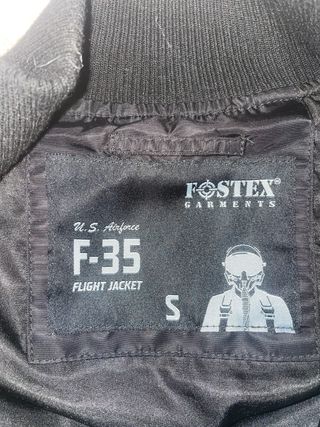 FOSTEX®
GARMENTS
U.S. Airforce
F-35
FLIGHT JACKET
S